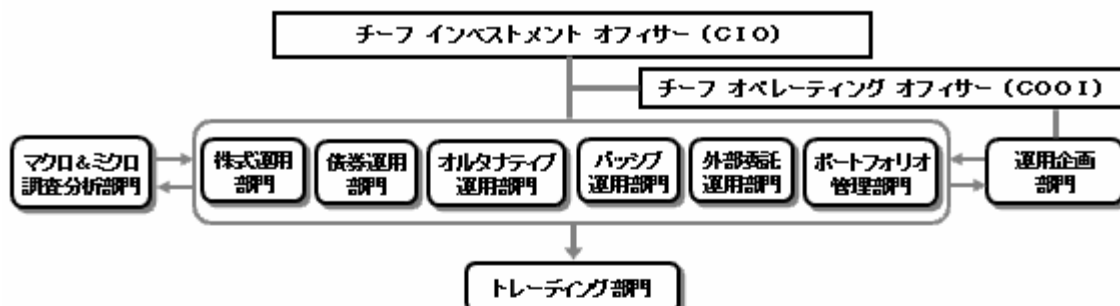 チーフ インベストメント オフィサー (CIO)
チーフ オペレーティング オフィサー (COOI)
マクロ&ミクロ
調査分析部門
株式運用
部門
債券運用
部門
オルタナティブ
運用部門
パッシブ
運用部門
外部委託
運用部門
ポートフォリオ
管理部門
運用企画
部門
トレーディング部門